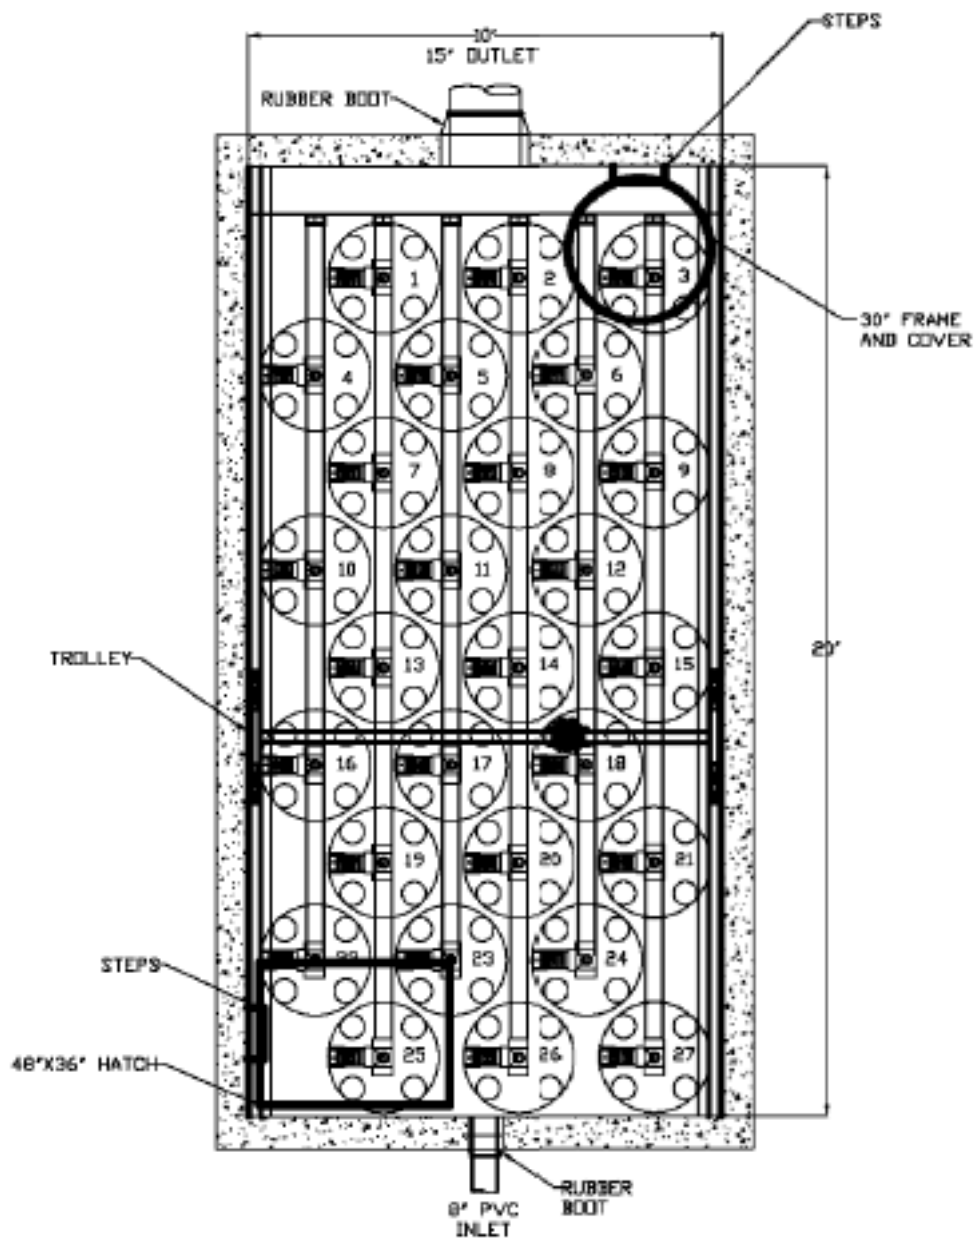 STEPS
10'
15" OUTLET
RUBBER BOOT
1
2
3
30" FRAME
AND COVER
4
5
6
7
8
9
10
11
12
TROLLEY
13
14
15
20'
16
17
18
19
20
21
STEPS
22
23
24
48"X36" HATCH
25
26
27
RUBBER
BOOT
8" PVC
INLET